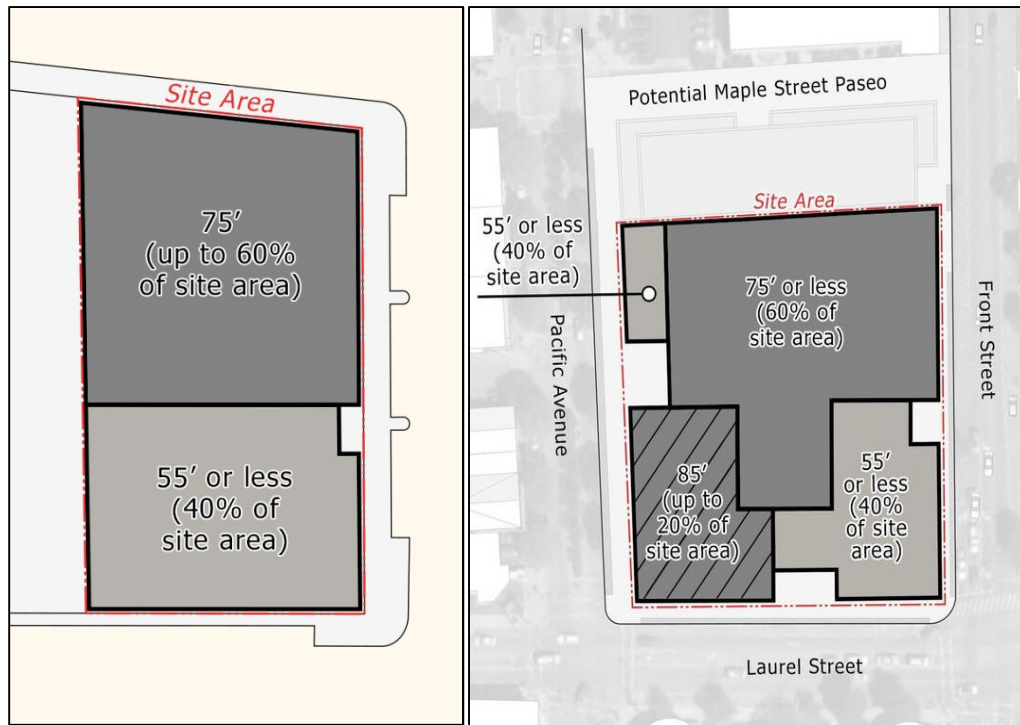 Site Area
75’
(up to 60%
of site area)
55’ or less
(40% of
site area)
Potential Maple Street Paseo
Site Area
55’ or less
(40% of
site area)
75’ or less
(60% of
site area)
Pacific Avenue
Front Street
85’
(up to
20% of
site area)
55’
or less
(40%
of site
area)
Laurel Street